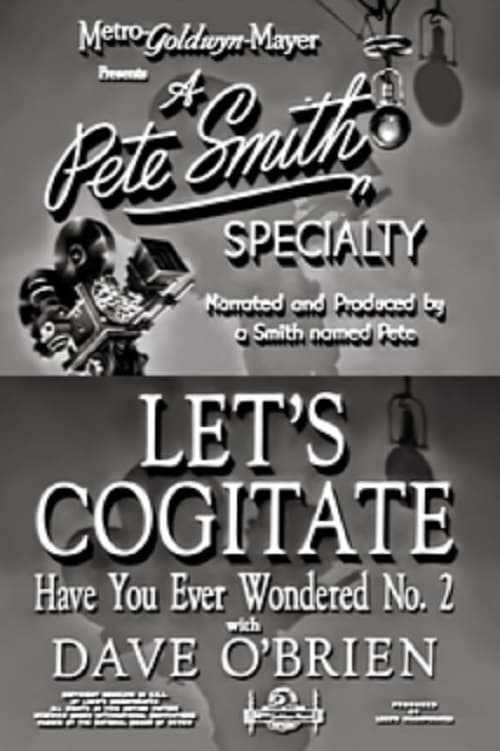 Metro-Goldwyn-Mayer
Presents
A
Pete Smith
SPECIALTY
Narrated and Produced by
a Smith named Pete
LET'S
COGITATE
Have You Ever Wondered No. 2
with
DAVE O'BRIEN